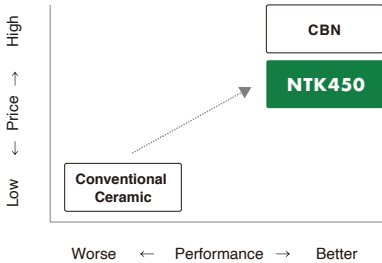 High
CBN
NTK450
← Price →
Conventional
Ceramic
Low
Worse ← Performance → Better